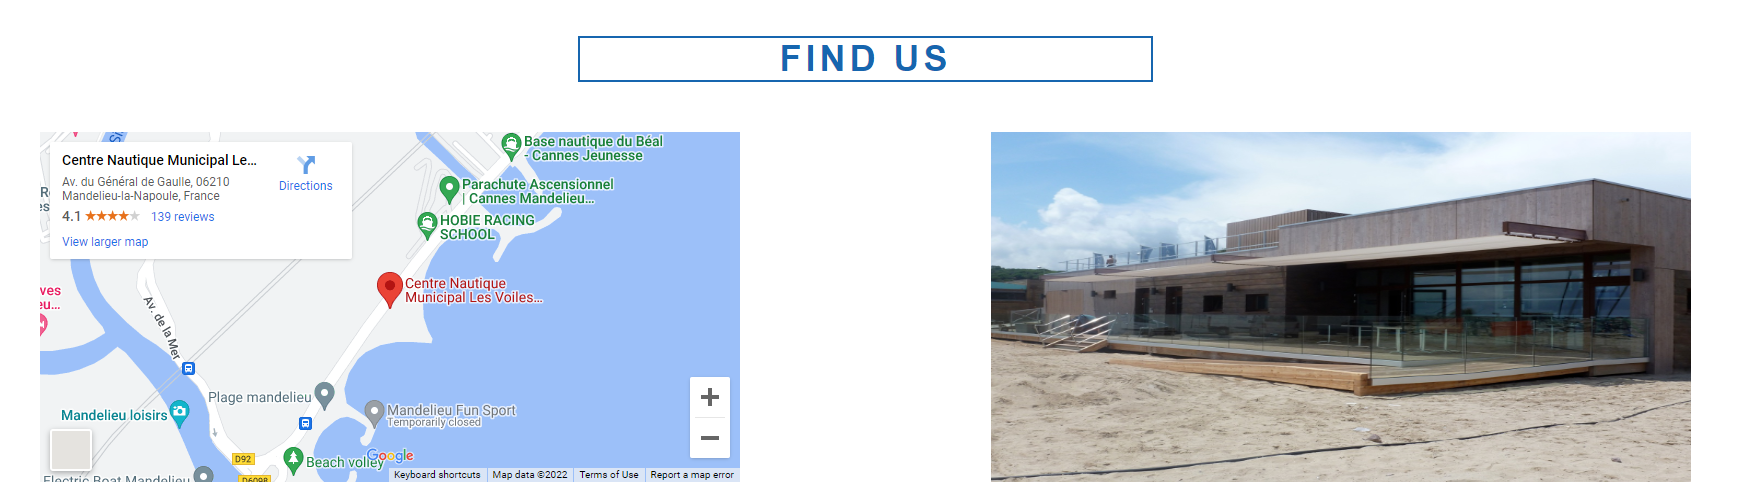 FIND US
Centre Nautique Municipal Le...
Av. du Général de Gaulle, 06210
Mandelieu-la-Napoule, France
4.1
139 reviews
View larger map
Directions
Base nautique du Béal
- Cannes Jeunesse
Parachute Ascensionnel
| Cannes Mandelieu...
HOBIE RACING
SCHOOL
Centre Nautique
Municipal Les Voiles...
Av. de la Mer
Plage mandelieu
Mandelieu loisirs
Mandelieu Fun Sport
Temporarily closed
D92
Beach volley
Google
D6098
Electric Boat Mandelieu
Keyboard shortcuts
Map data ©2022
Terms of Use
Report a map error